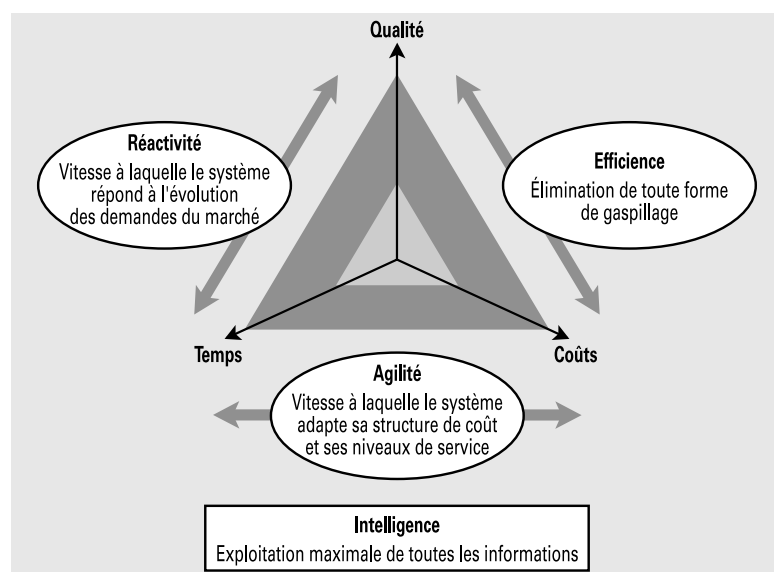 Qualité
Réactivité
Vitesse à laquelle le système
répond à l'évolution
des demandes du marché
Efficience
Élimination de toute forme
de gaspillage
Temps
Coûts
Agilité
Vitesse à laquelle le système
adapte sa structure de coût
et ses niveaux de service
Intelligence
Exploitation maximale de toutes les informations